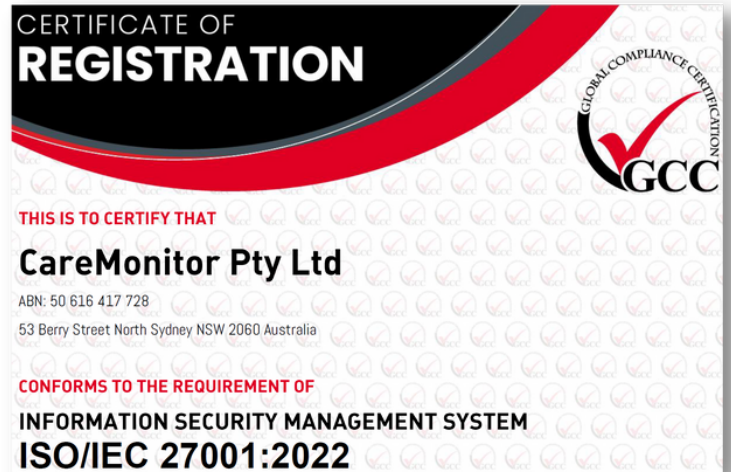 CERTIFICATE OF
REGISTRATION
GLOBAL COMPLIANCE CERTIFICATION
GCC
THIS IS TO CERTIFY THAT
CareMonitor Pty Ltd
ABN: 50 616 417 728
53 Berry Street North Sydney NSW 2060 Australia
CONFORMS TO THE REQUIREMENT OF
INFORMATION SECURITY MANAGEMENT SYSTEM
ISO/IEC 27001:2022